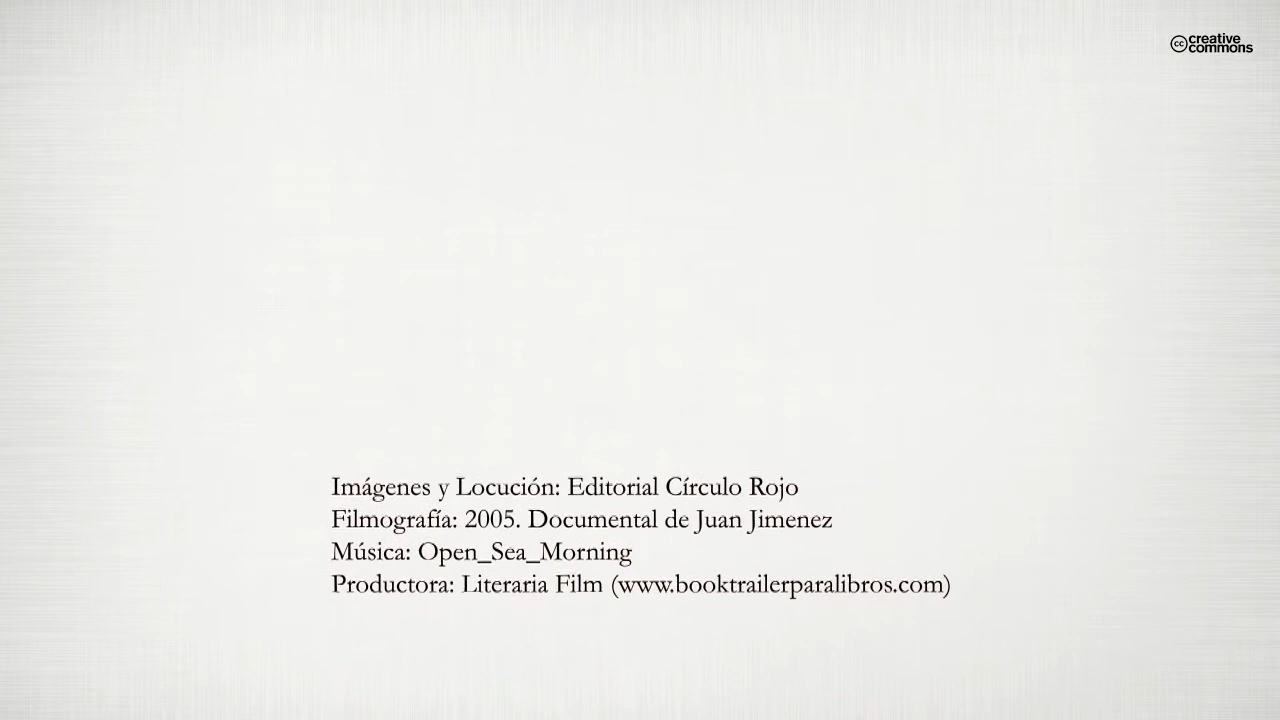 cc creative
commons
Imágenes y Locución: Editorial Círculo Rojo
Filmografía: 2005. Documental de Juan Jimenez
Música: Open_Sea_Morning
Productora: Literaria Film (www.booktrailerparalibros.com)